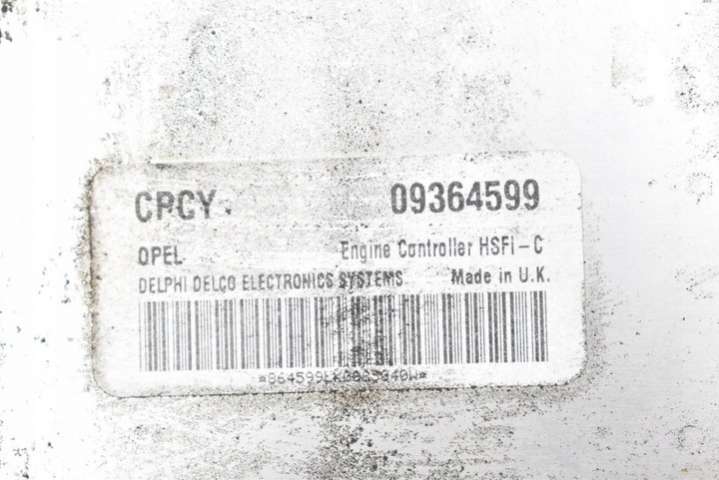 CPCY 09364599
OPEL Engine Controller HSFi-C
DELPHI DELCO ELECTRONICS SYSTEMS Made in U.K.